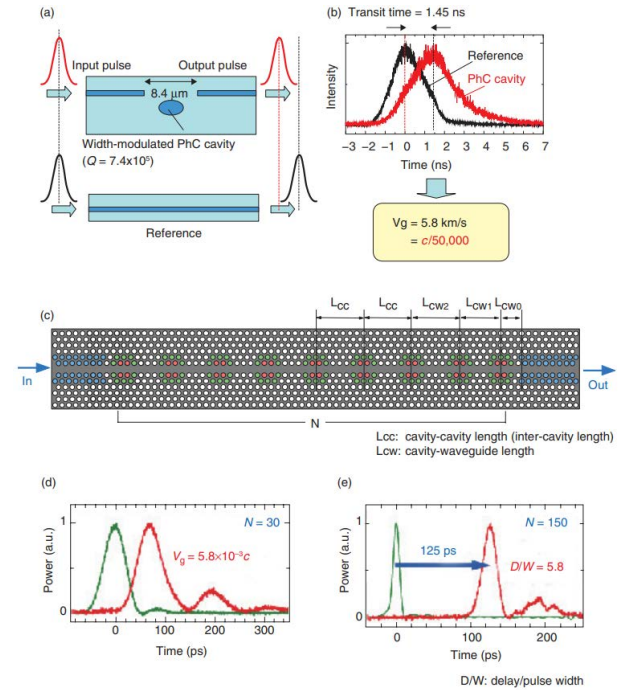 (a)
Input pulse Output pulse
8.4 µm
Width-modulated PhC cavity
(Q = 7.4x10⁵)
Reference
(b)
Transit time = 1.45 ns
Intensity
Reference
PhC cavity
−3 −2 −1 0 1 2 3 4 5 6 7
Time (ns)
Vg = 5.8 km/s
= c/50,000
(c)
Lcc Lcc Lcw2 Lcw1 Lcw0
In
Out
N
Lcc: cavity-cavity length (inter-cavity length)
Lcw: cavity-waveguide length
(d)
Power (a.u.)
1
0
N = 30
Vg = 5.8×10⁻³c
0 100 200 300
Time (ps)
(e)
Power (a.u.)
1
0
N = 150
125 ps
D/W = 5.8
0 100 200
Time (ps)
D/W: delay/pulse width